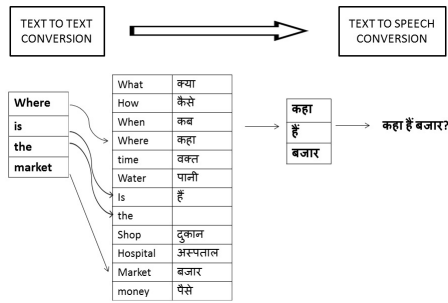 TEXT TO TEXT
CONVERSION
TEXT TO SPEECH
CONVERSION
Where
is
the
market
What क्या
How कैसे
When कब
Where कहा
time वक्त
Water पानी
Is हैं
the
Shop दुकान
Hospital अस्पताल
Market बजार
money पैसे
कहा
हैं
बजार
कहा हैं बजार?